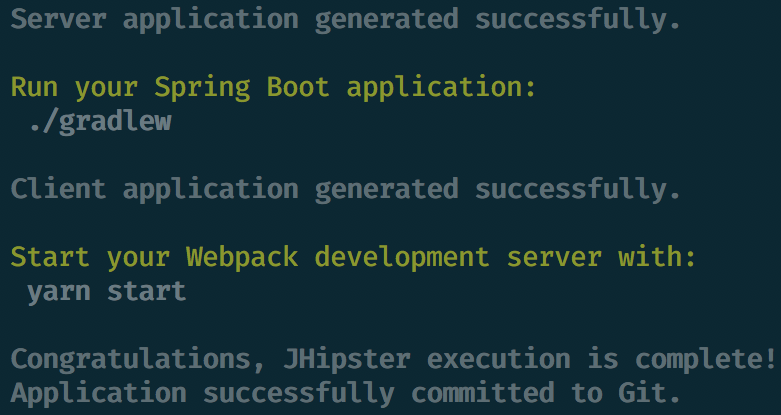 Server application generated successfully.
Run your Spring Boot application:
./gradlew
Client application generated successfully.
Start your Webpack development server with:
yarn start
Congratulations, JHipster execution is complete!
Application successfully committed to Git.